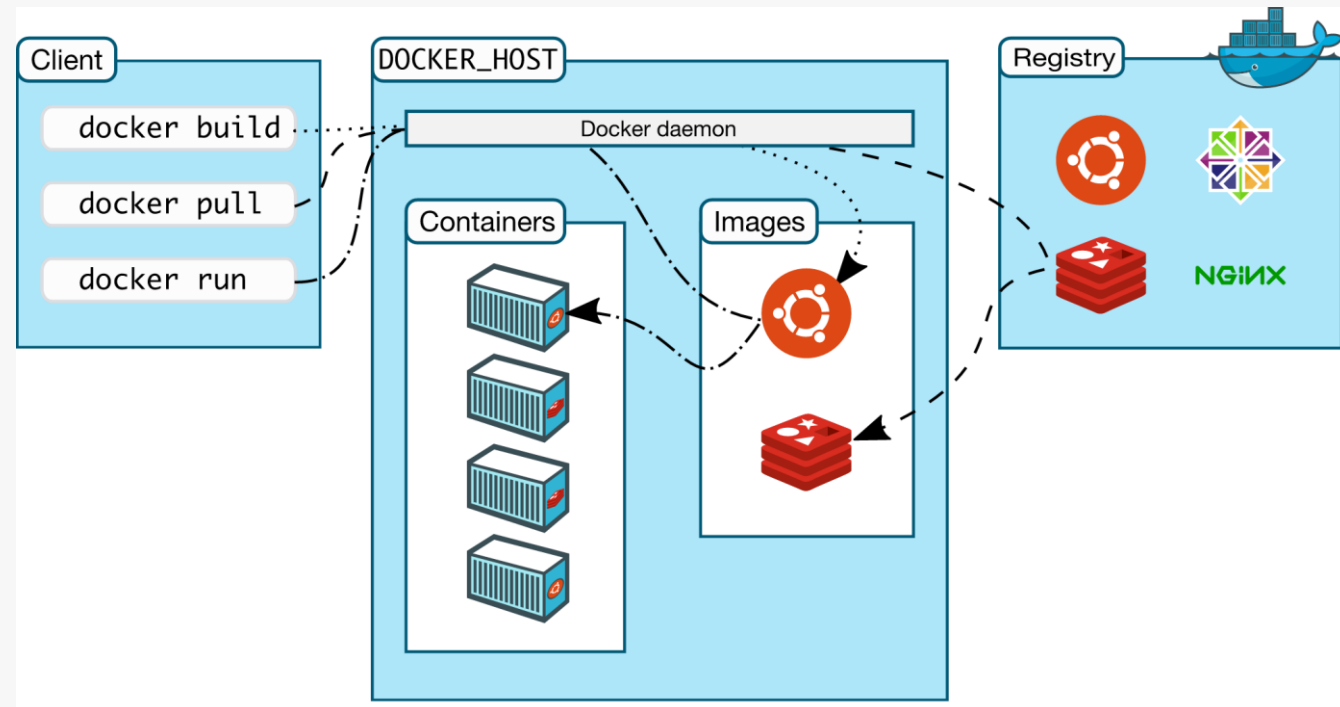 Client
docker build
docker pull
docker run
DOCKER_HOST
Docker daemon
Containers
Images
Registry
NGiNX